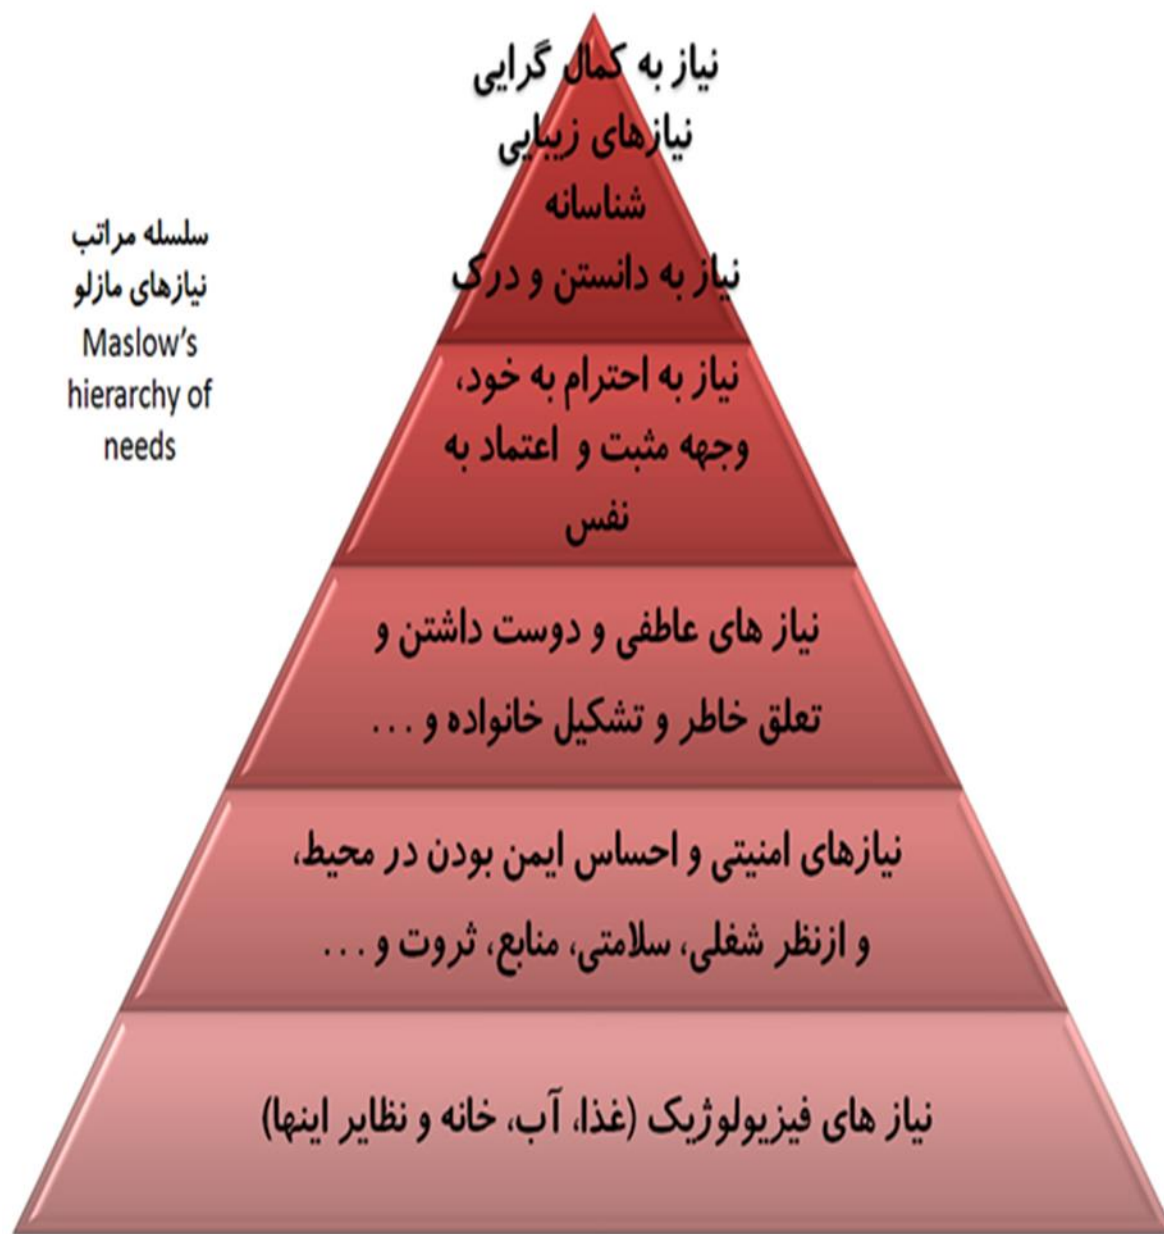 نیاز به کمال گرایی
نیازهای زیبایی
شناسانه
نیاز به دانستن و درک
سلسله مراتب
نیازهای مازلو
Maslow's
hierarchy of
needs
نیاز به احترام به خود،
وجهه مثبت و اعتماد به
نفس
نیاز های عاطفی و دوست داشتن و
تعلق خاطر و تشکیل خانواده و ...
نیازهای امنیتی و احساس ایمن بودن در محیط،
و ازنظر شغلی، سلامتی، منابع، ثروت و ...
نیاز های فیزیولوژیک (غذا، آب، خانه و نظایر اینها)